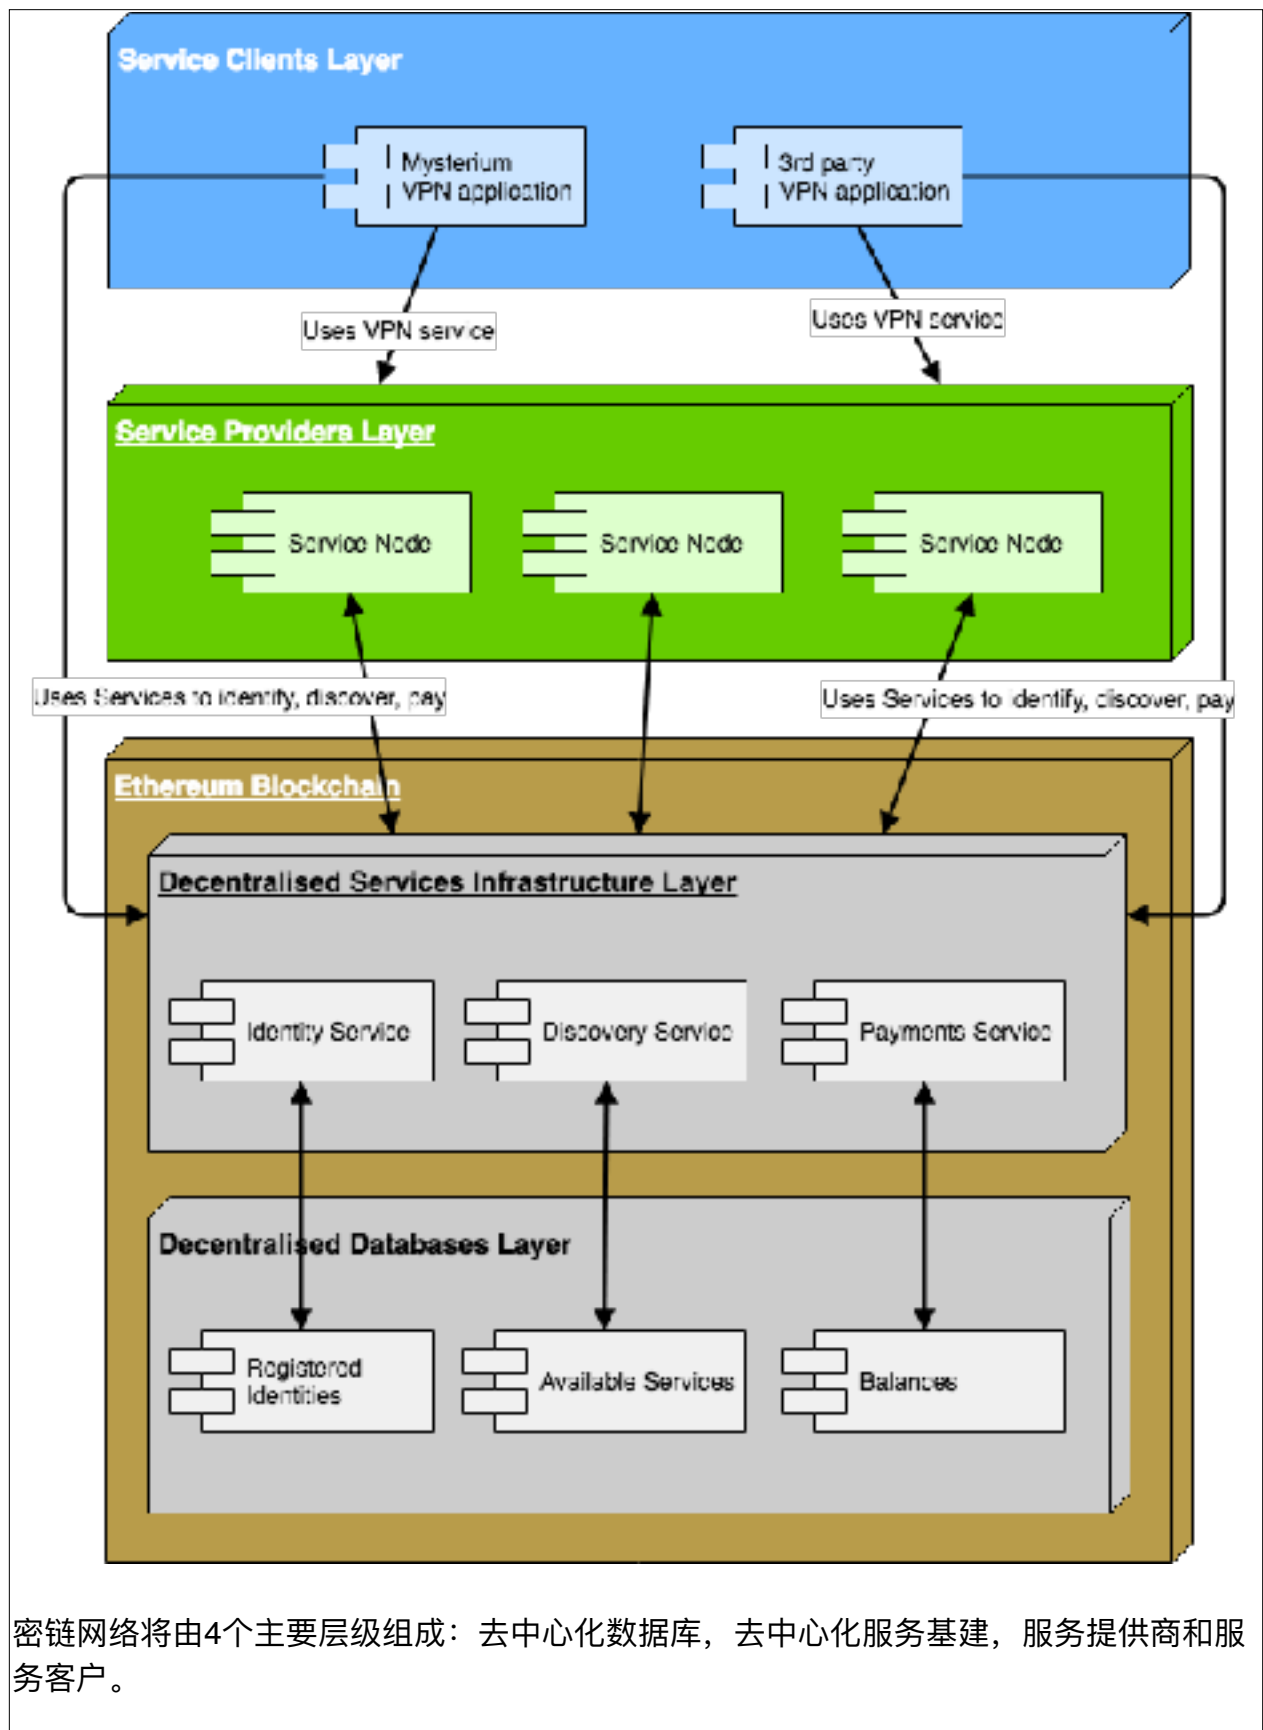 Service Clients Layer
Mysterium
VPN application
3rd party
VPN application
Uses VPN service
Uses VPN service
Service Providers Layer
Service Node
Service Node
Service Node
Uses Services to identify, discover, pay
Uses Services to identify, discover, pay
Ethereum Blockchain
Decentralised Services Infrastructure Layer
Identity Service
Discovery Service
Payments Service
Decentralised Databases Layer
Registered
Identities
Available Services
Balances
密链网络将由4个主要层级组成：去中心化数据库，去中心化服务基建，服务提供商和服
务客户。